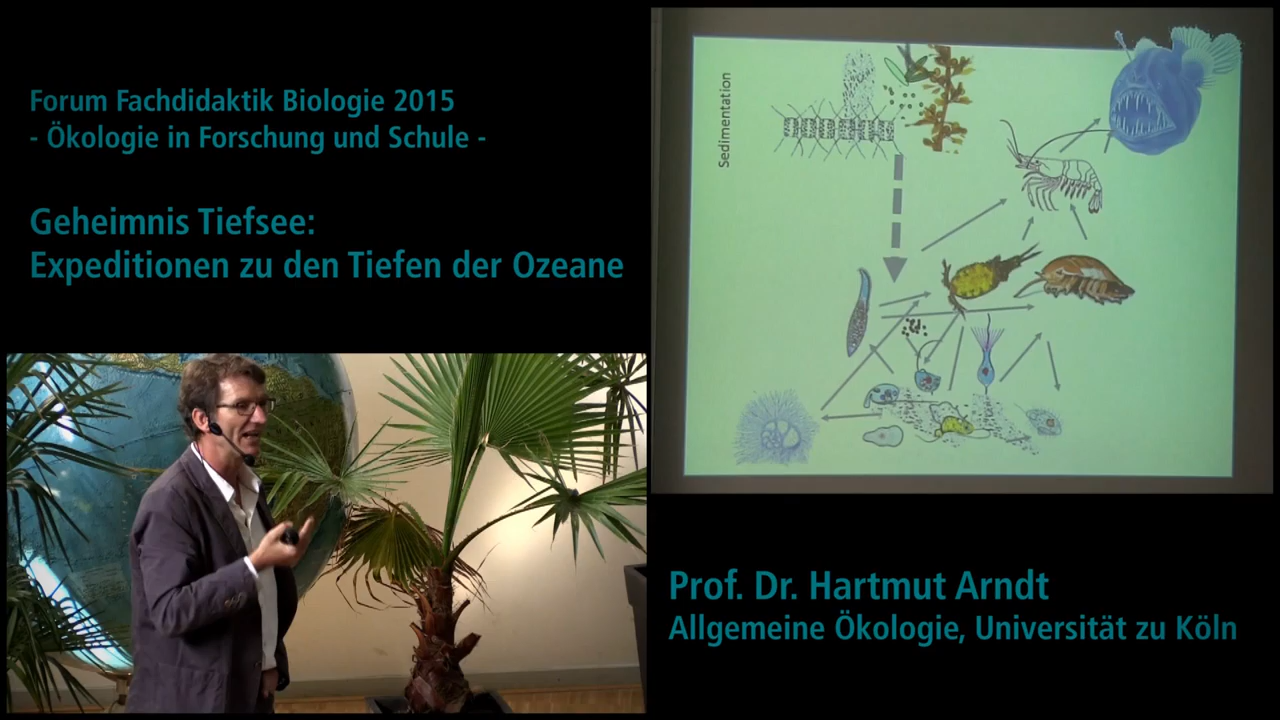 Forum Fachdidaktik Biologie 2015
- Ökologie in Forschung und Schule -
Geheimnis Tiefsee:
Expeditionen zu den Tiefen der Ozeane
Sedimentation
Prof. Dr. Hartmut Arndt
Allgemeine Ökologie, Universität zu Köln